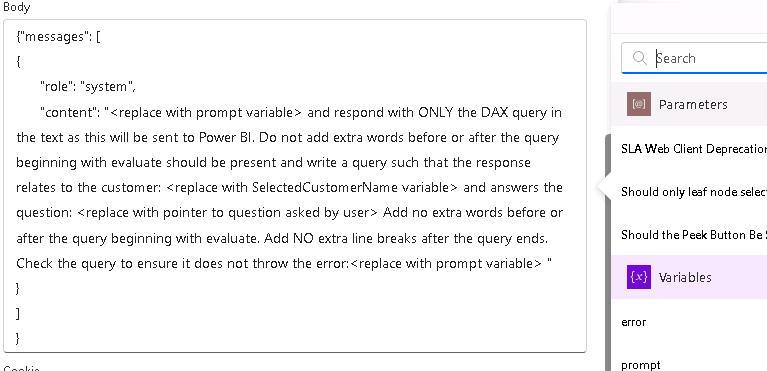 Body
{"messages": [
{
"role": "system",
"content": "<replace with prompt variable> and respond with ONLY the DAX query in
the text as this will be sent to Power BI. Do not add extra words before or after the query
beginning with evaluate should be present and write a query such that the response
relates to the customer: <replace with SelectedCustomerName variable> and answers the
question: <replace with pointer to question asked by user> Add no extra words before or
after the query beginning with evaluate. Add NO extra line breaks after the query ends.
Check the query to ensure it does not throw the error:<replace with prompt variable> "
}
]
}
Search
[@] Parameters
SLA Web Client Deprecation
Should only leaf node select
Should the Peek Button Be
{x} Variables
error
prompt